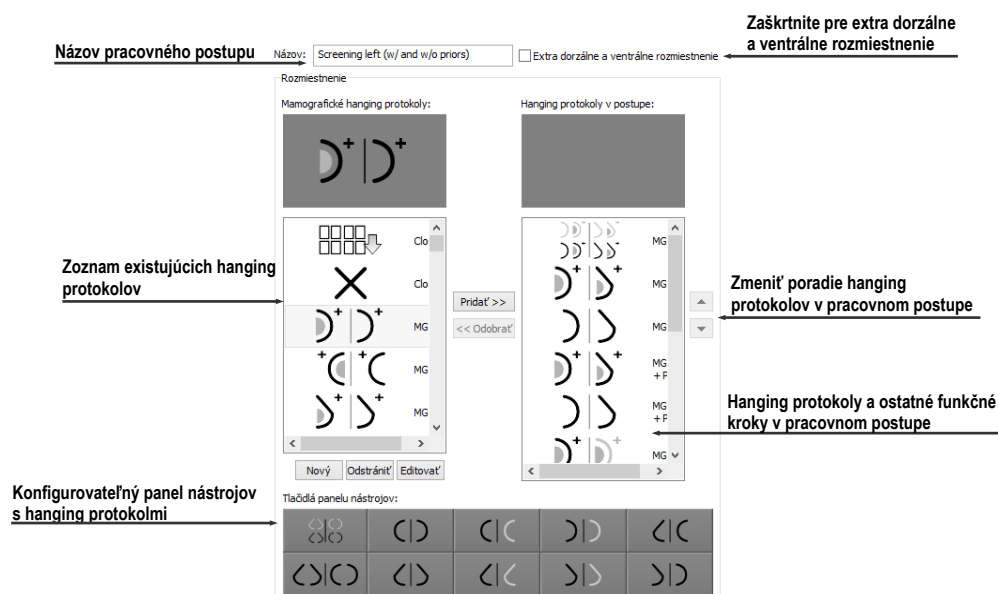 Zaškrtnite pre extra dorzálne
a ventrálne rozmiestnenie
Názov pracovného postupu
Názov:
Screening left (w/ and w/o priors)
Extra dorzálne a ventrálne rozmiestnenie
Rozmiestnenie
Mamografické hanging protokoly:
Hanging protokoly v postupe:
Zoznam existujúcich hanging
protokolov
Clo
Clo
MG
MG
MG
Pridať >>
<< Odobrať
MG
MG
MG
MG
+ P
MG
+ P
MG
Zmeniť poradie hanging
protokolov v pracovnom postupe
Hanging protokoly a ostatné funkčné
kroky v pracovnom postupe
Nový
Odstrániť
Editovať
Konfigurovateľný panel nástrojov
s hanging protokolmi
Tlačidlá panelu nástrojov: